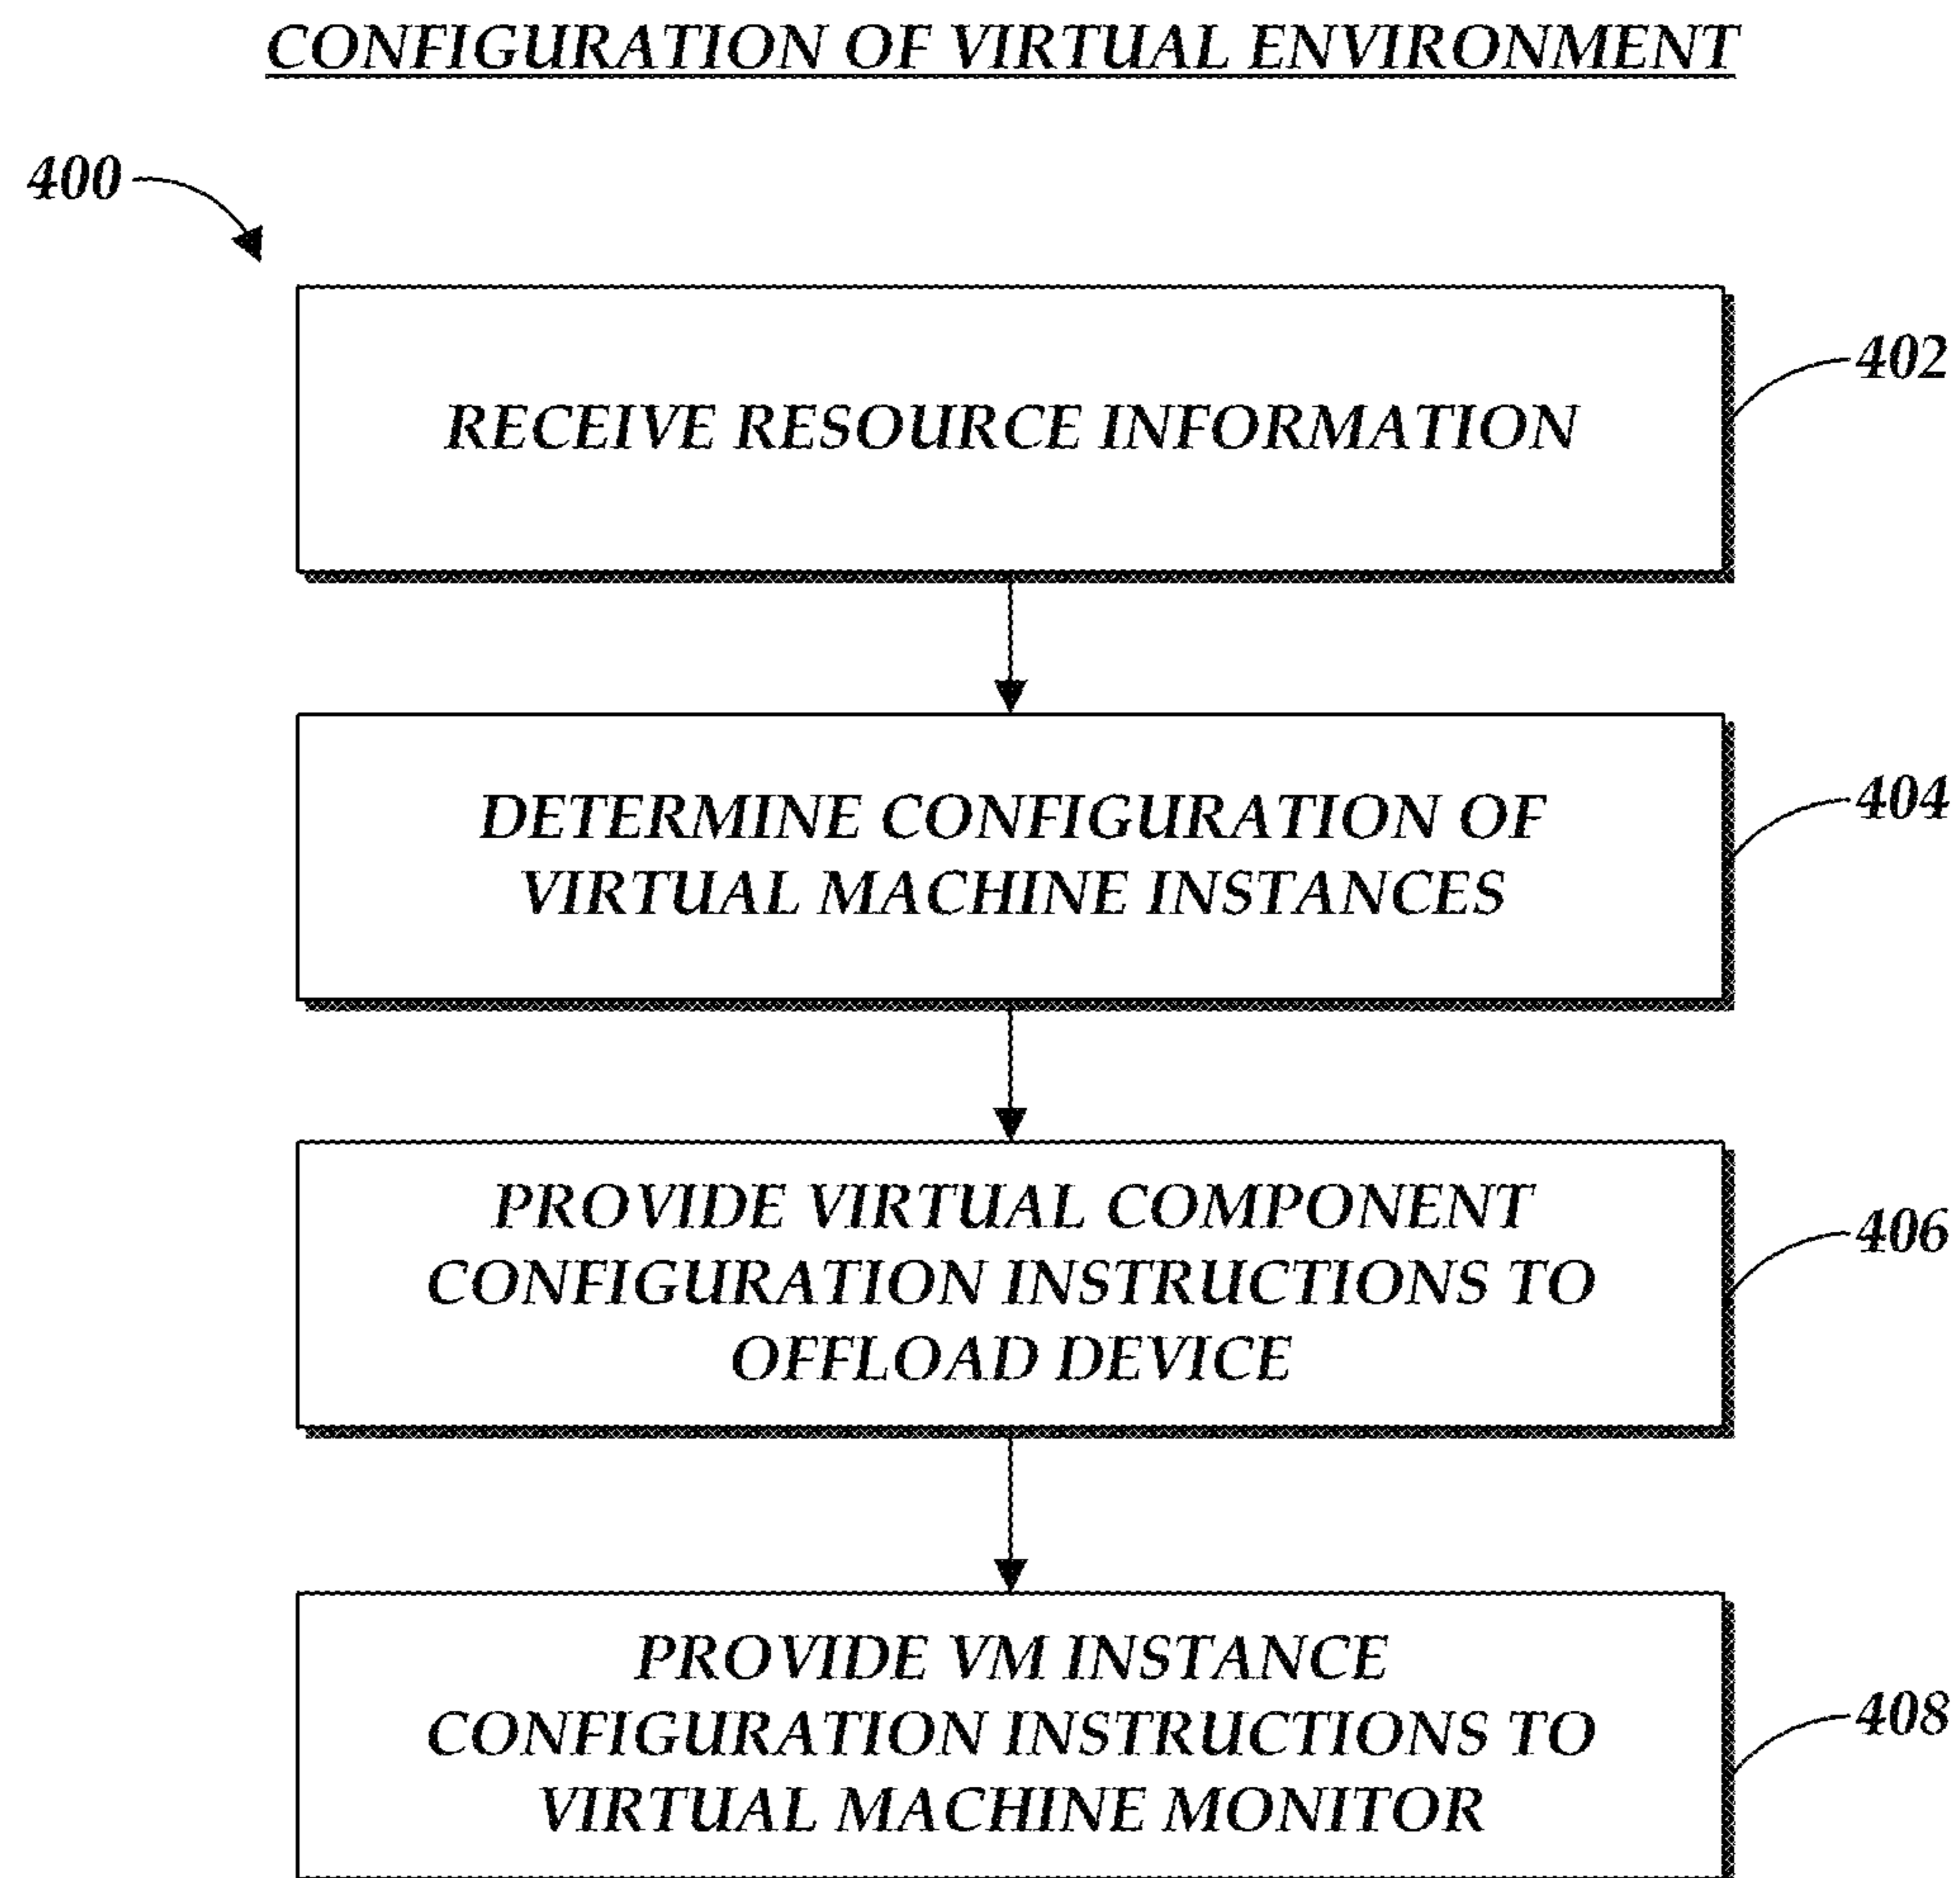 CONFIGURATION OF VIRTUAL ENVIRONMENT
400
RECEIVE RESOURCE INFORMATION
402
DETERMINE CONFIGURATION OF
VIRTUAL MACHINE INSTANCES
404
PROVIDE VIRTUAL COMPONENT
CONFIGURATION INSTRUCTIONS TO
OFFLOAD DEVICE
406
PROVIDE VM INSTANCE
CONFIGURATION INSTRUCTIONS TO
VIRTUAL MACHINE MONITOR
408